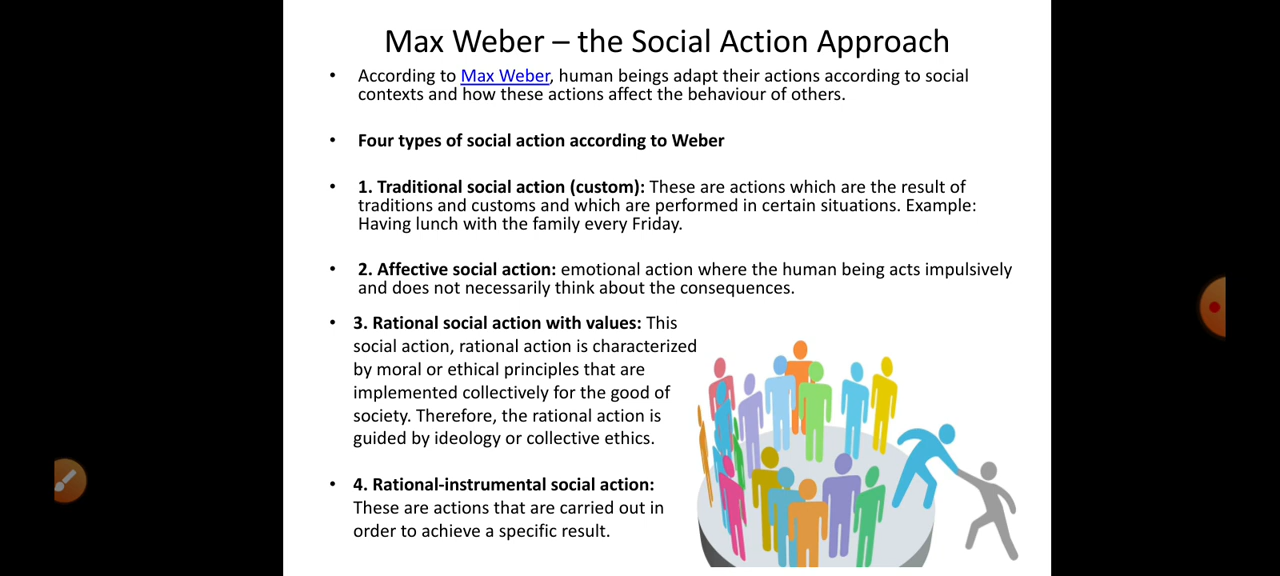 Max Weber – the Social Action Approach
• According to Max Weber, human beings adapt their actions according to social
contexts and how these actions affect the behaviour of others.
• Four types of social action according to Weber
• 1. Traditional social action (custom): These are actions which are the result of
traditions and customs and which are performed in certain situations. Example:
Having lunch with the family every Friday.
• 2. Affective social action: emotional action where the human being acts impulsively
and does not necessarily think about the consequences.
• 3. Rational social action with values: This
social action, rational action is characterized
by moral or ethical principles that are
implemented collectively for the good of
society. Therefore, the rational action is
guided by ideology or collective ethics.
• 4. Rational-instrumental social action:
These are actions that are carried out in
order to achieve a specific result.